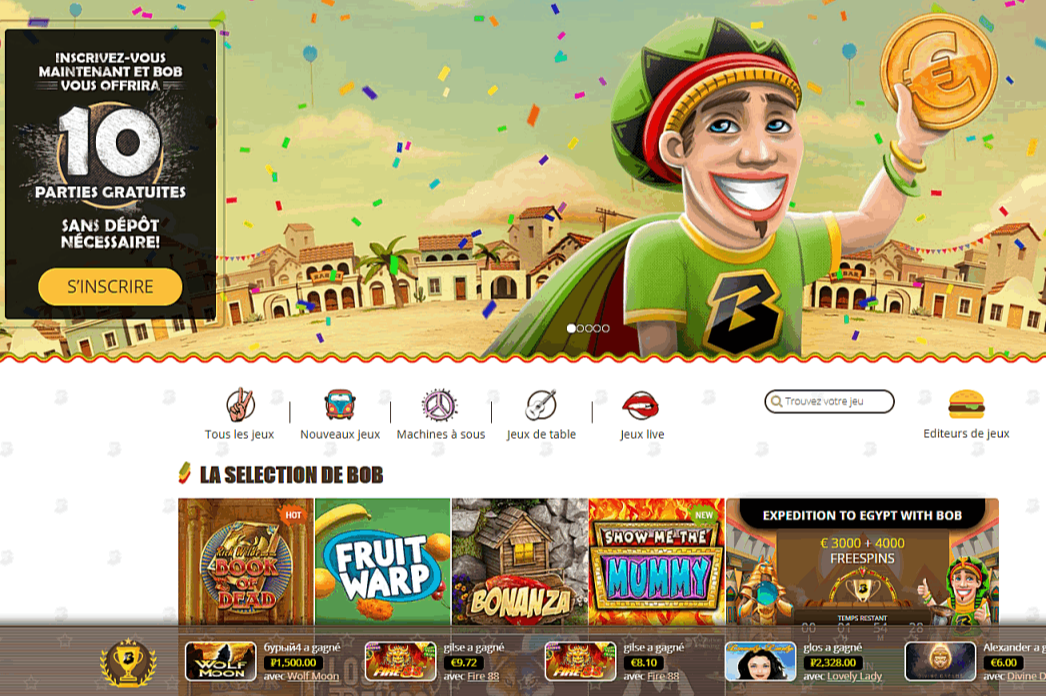 INSCRIVEZ-VOUS
MAINTENANT ET BOB
VOUS OFFRIRA
10
PARTIES GRATUITES
SANS DÉPÔT
NÉCESSAIRE!
S'INSCRIRE
BAR
B
Tous les jeux
Nouveaux jeux
Machines à sous
Jeux de table
Jeux live
Trouvez votre jeu
Editeurs de jeux
LA SELECTION DE BOB
HOT
Rich Wilde
BOOK
OF
DEAD
FRUIT
WARP
BONANZA
NEW
SHOW ME THE
MUMMY
EXPEDITION TO EGYPT WITH BOB
€ 3000 + 4000
FREESPINS
TEMPS RESTANT
WOLF
MOON
бурый4 a gagné
₽1,500.00
avec Wolf Moon
FIRE 88
gilse a gagné
€9.72
avec Fire 88
FIRE 88
gilse a gagné
€8.10
avec Fire 88
glos a gagné
₽2,328.00
avec Lovely Lady
Alexander a g
€6.00
avec Divine D